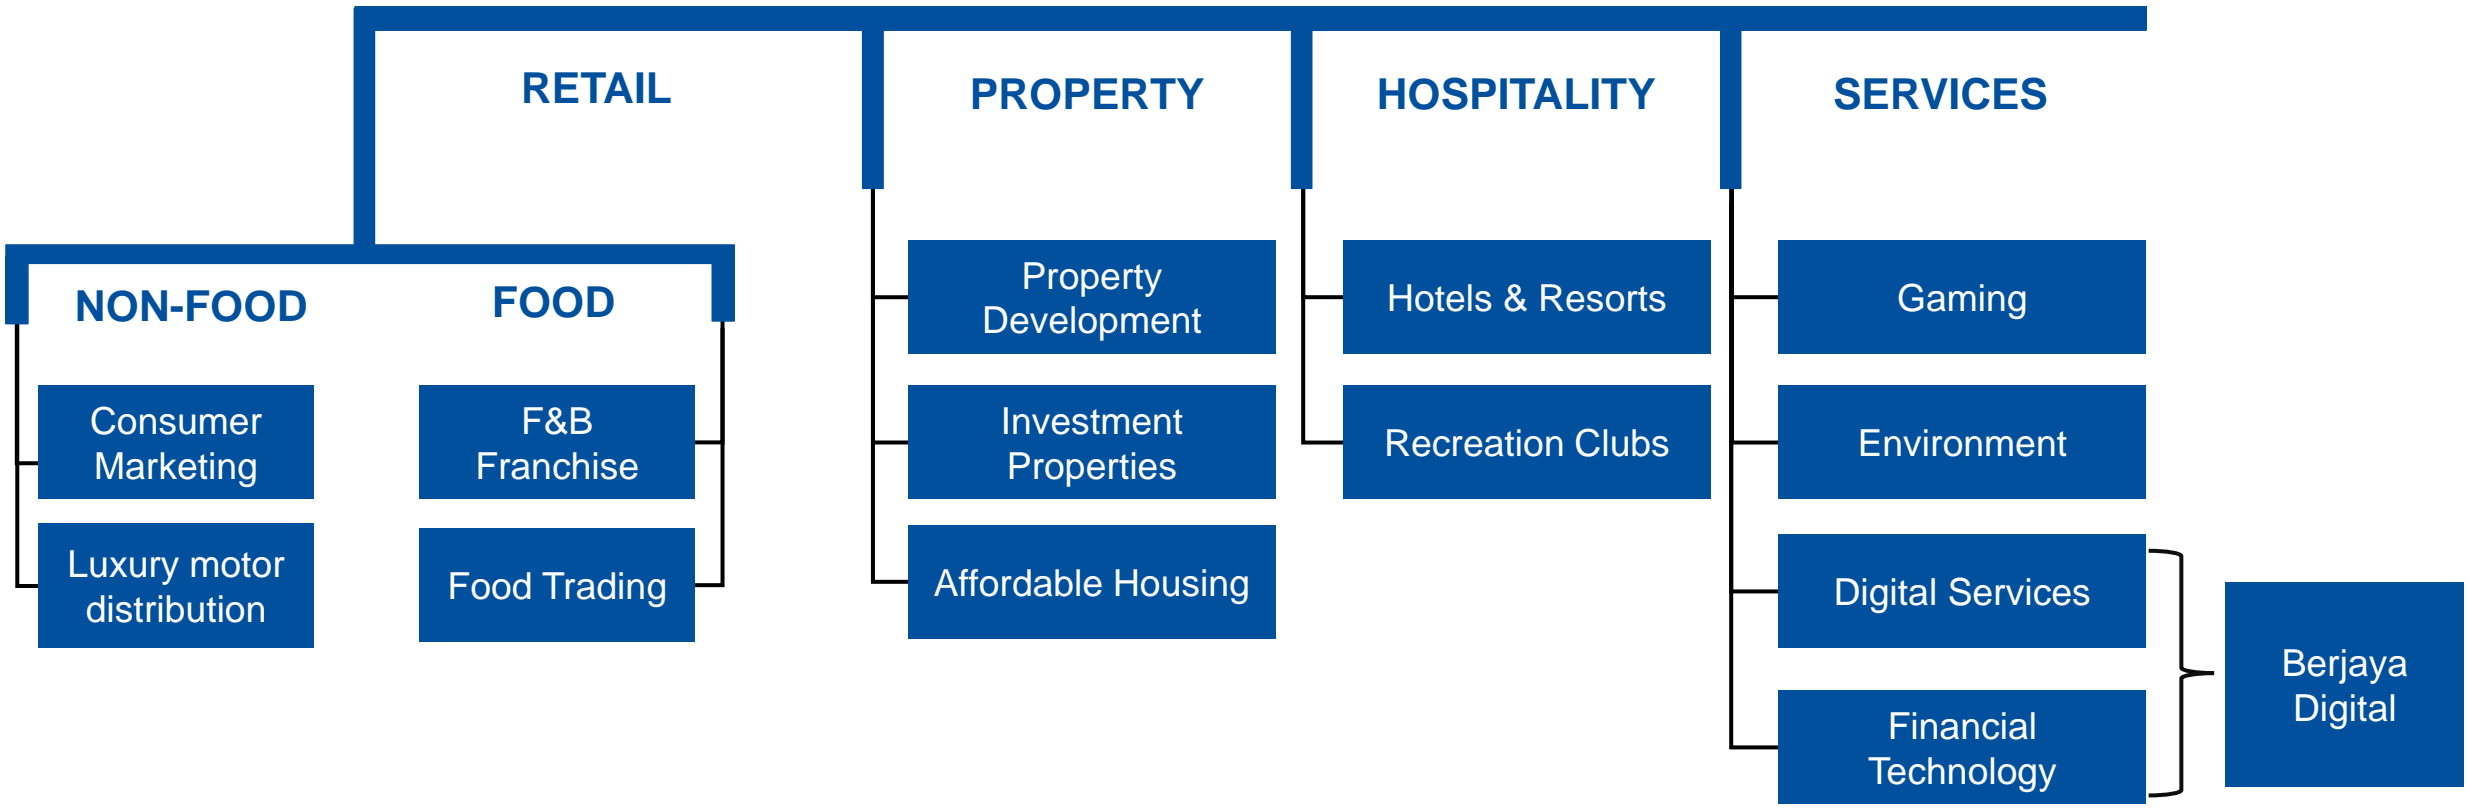 RETAIL
PROPERTY
HOSPITALITY
SERVICES
NON-FOOD
FOOD
Consumer
Marketing
Luxury motor
distribution
F&B
Franchise
Food Trading
Property
Development
Investment
Properties
Affordable Housing
Hotels & Resorts
Recreation Clubs
Gaming
Environment
Digital Services
Financial
Technology
Berjaya
Digital